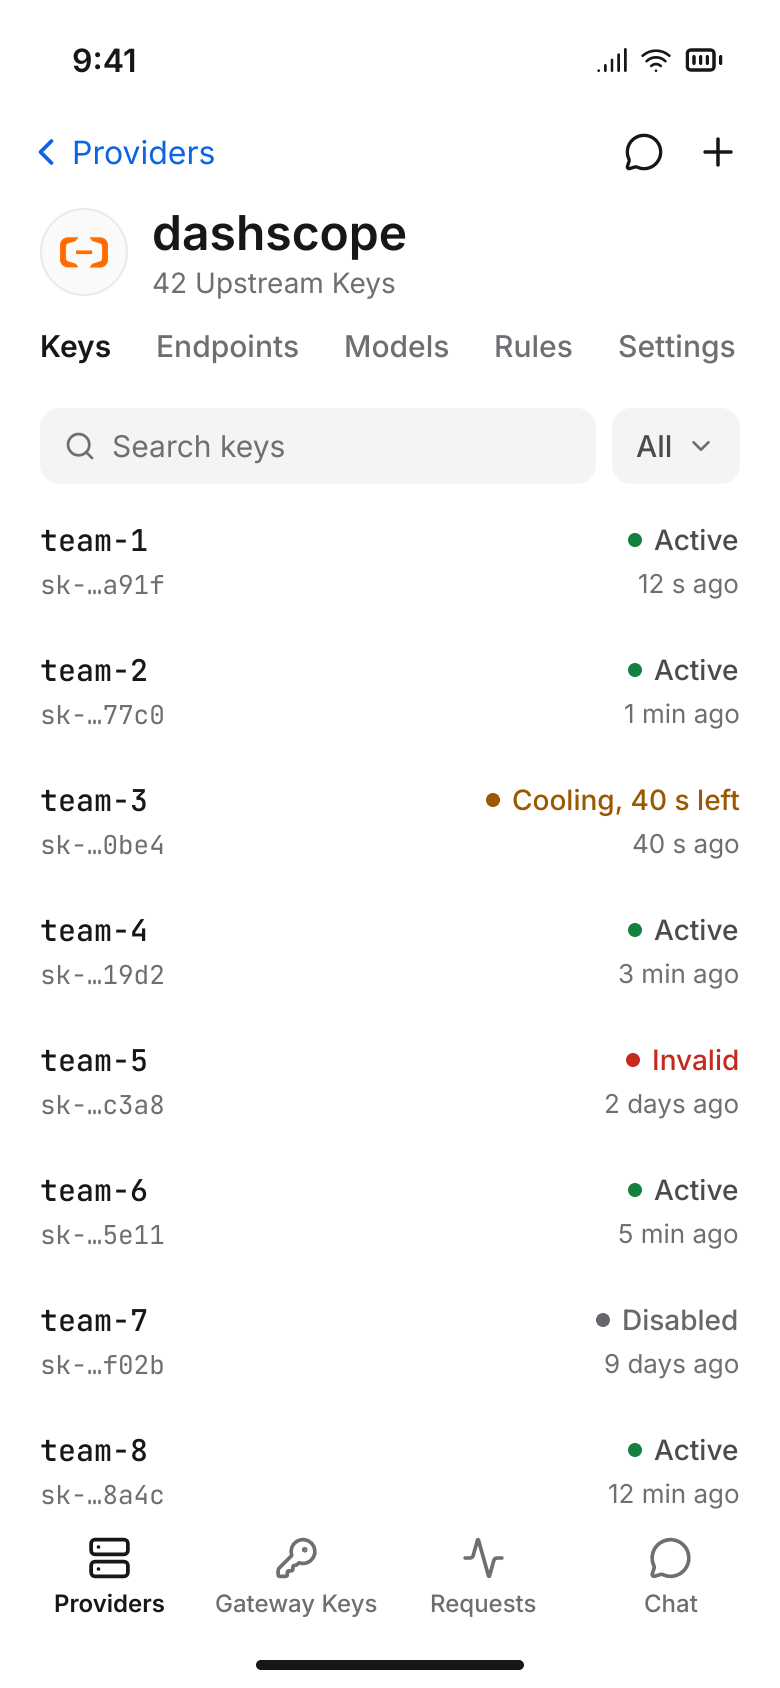 9:41
Providers
dashscope
42 Upstream Keys
Keys Endpoints Models Rules Settings
Search keys All
team-1 Active
sk-…a91f 12 s ago
team-2 Active
sk-…77c0 1 min ago
team-3 Cooling, 40 s left
sk-…0be4 40 s ago
team-4 Active
sk-…19d2 3 min ago
team-5 Invalid
sk-…c3a8 2 days ago
team-6 Active
sk-…5e11 5 min ago
team-7 Disabled
sk-…f02b 9 days ago
team-8 Active
sk-…8a4c 12 min ago
Providers Gateway Keys Requests Chat